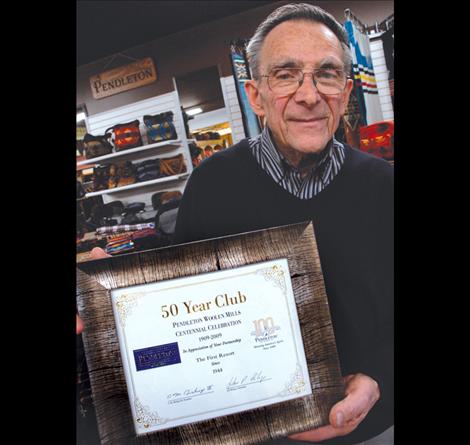 PENDLETON
50 Year Club
PENDLETON WOOLEN MILLS
CENTENNIAL CELEBRATION
1909-2009
In Appreciation of Your Partnership
The First Resort
Since
1944
PENDLETON
100
PENDLETON